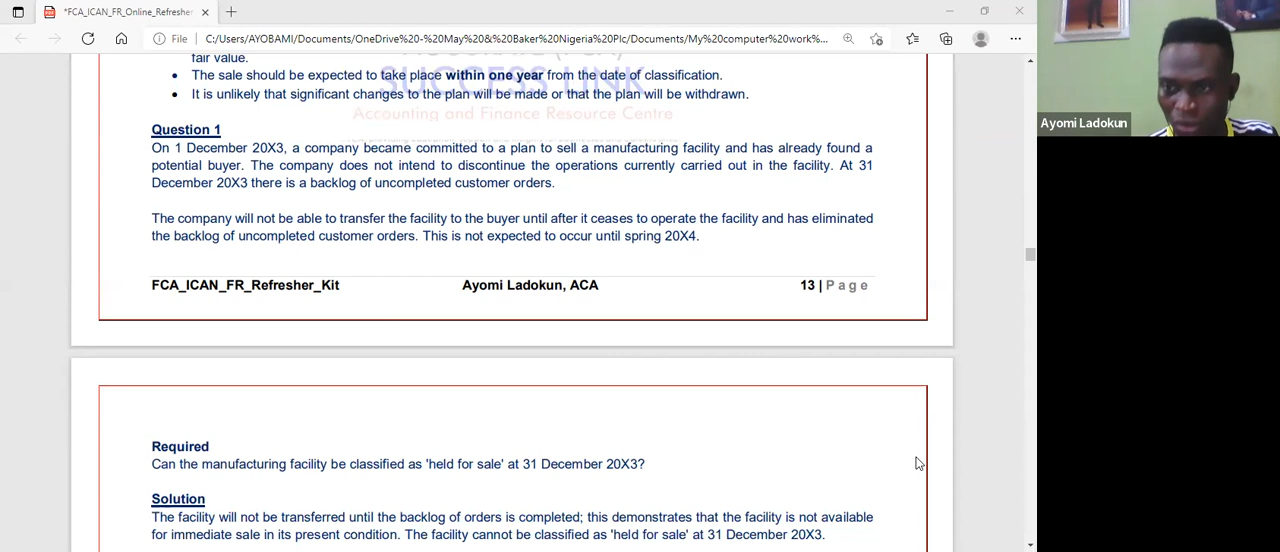 *FCA_ICAN_FR_Online_Refresher
File
C:/Users/AYOBAMI/Documents/OneDrive%20-%20May%20&%20Baker%20Nigeria%20Plc/Documents/My%20computer%20work%...
fair value.
• The sale should be expected to take place within one year from the date of classification.
SUCCESS LINK
• It is unlikely that significant changes to the plan will be made or that the plan will be withdrawn.
Accounting and Finance Resource Centre
Ayomi Ladokun
Question 1
On 1 December 20X3, a company became committed to a plan to sell a manufacturing facility and has already found a
potential buyer. The company does not intend to discontinue the operations currently carried out in the facility. At 31
December 20X3 there is a backlog of uncompleted customer orders.
The company will not be able to transfer the facility to the buyer until after it ceases to operate the facility and has eliminated
the backlog of uncompleted customer orders. This is not expected to occur until spring 20X4.
FCA_ICAN_FR_Refresher_Kit Ayomi Ladokun, ACA 13 | Page
Required
Can the manufacturing facility be classified as 'held for sale' at 31 December 20X3?
Solution
The facility will not be transferred until the backlog of orders is completed; this demonstrates that the facility is not available
for immediate sale in its present condition. The facility cannot be classified as 'held for sale' at 31 December 20X3.